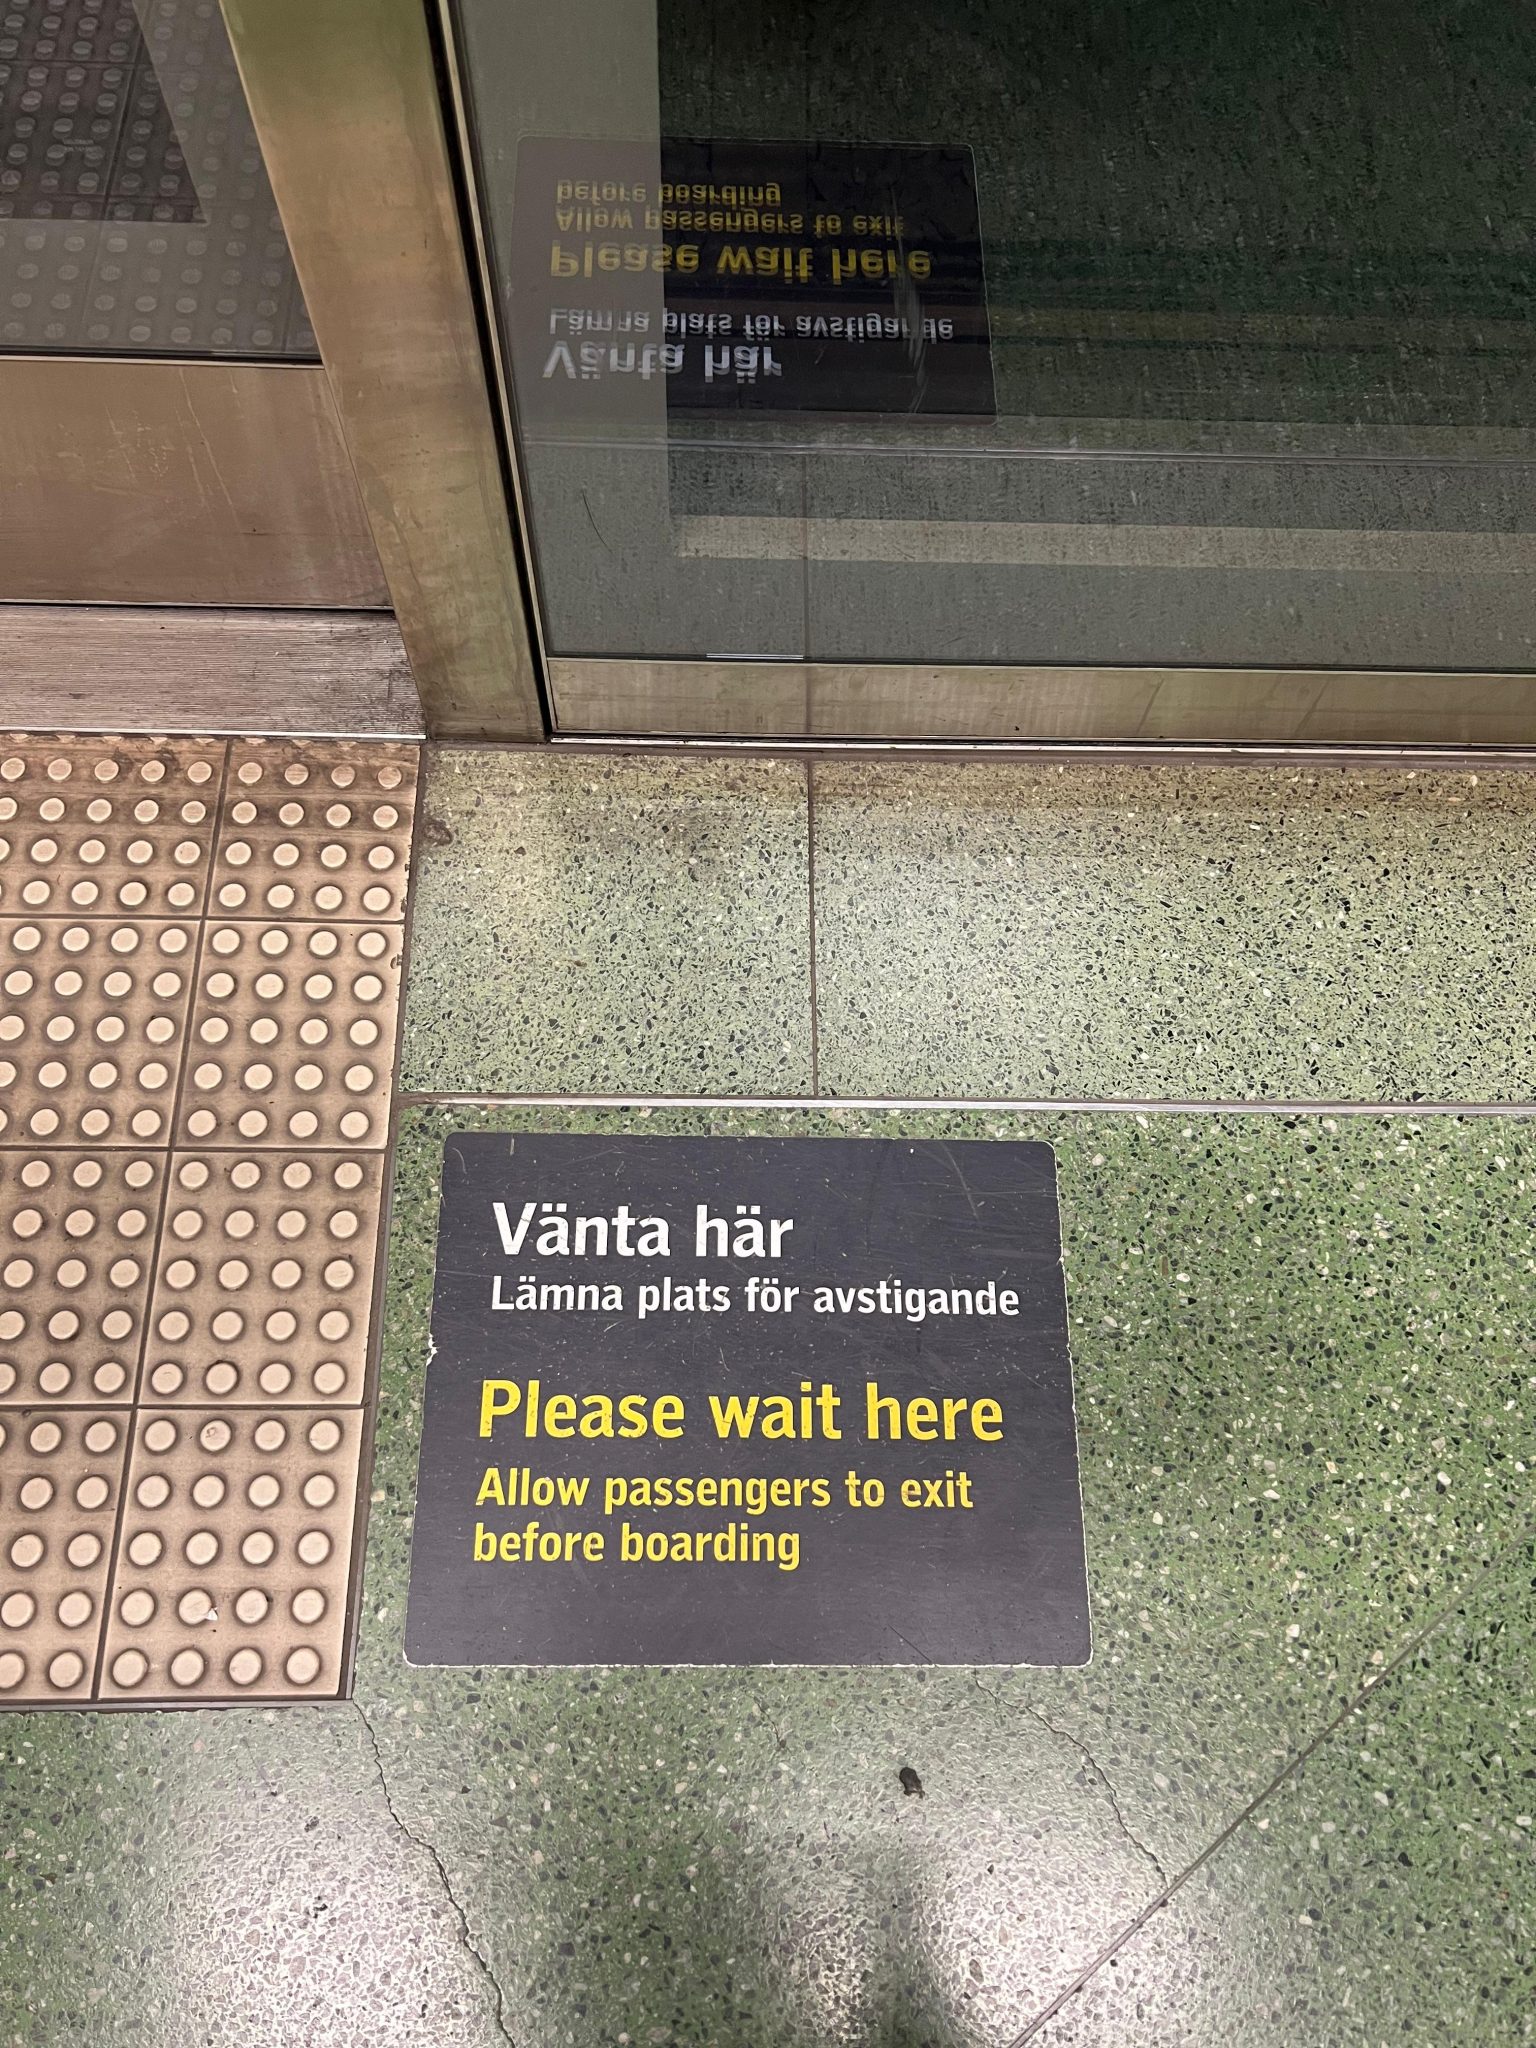 Vänta här
Lämna plats för avstigande
Please wait here
Allow passengers to exit
before boarding